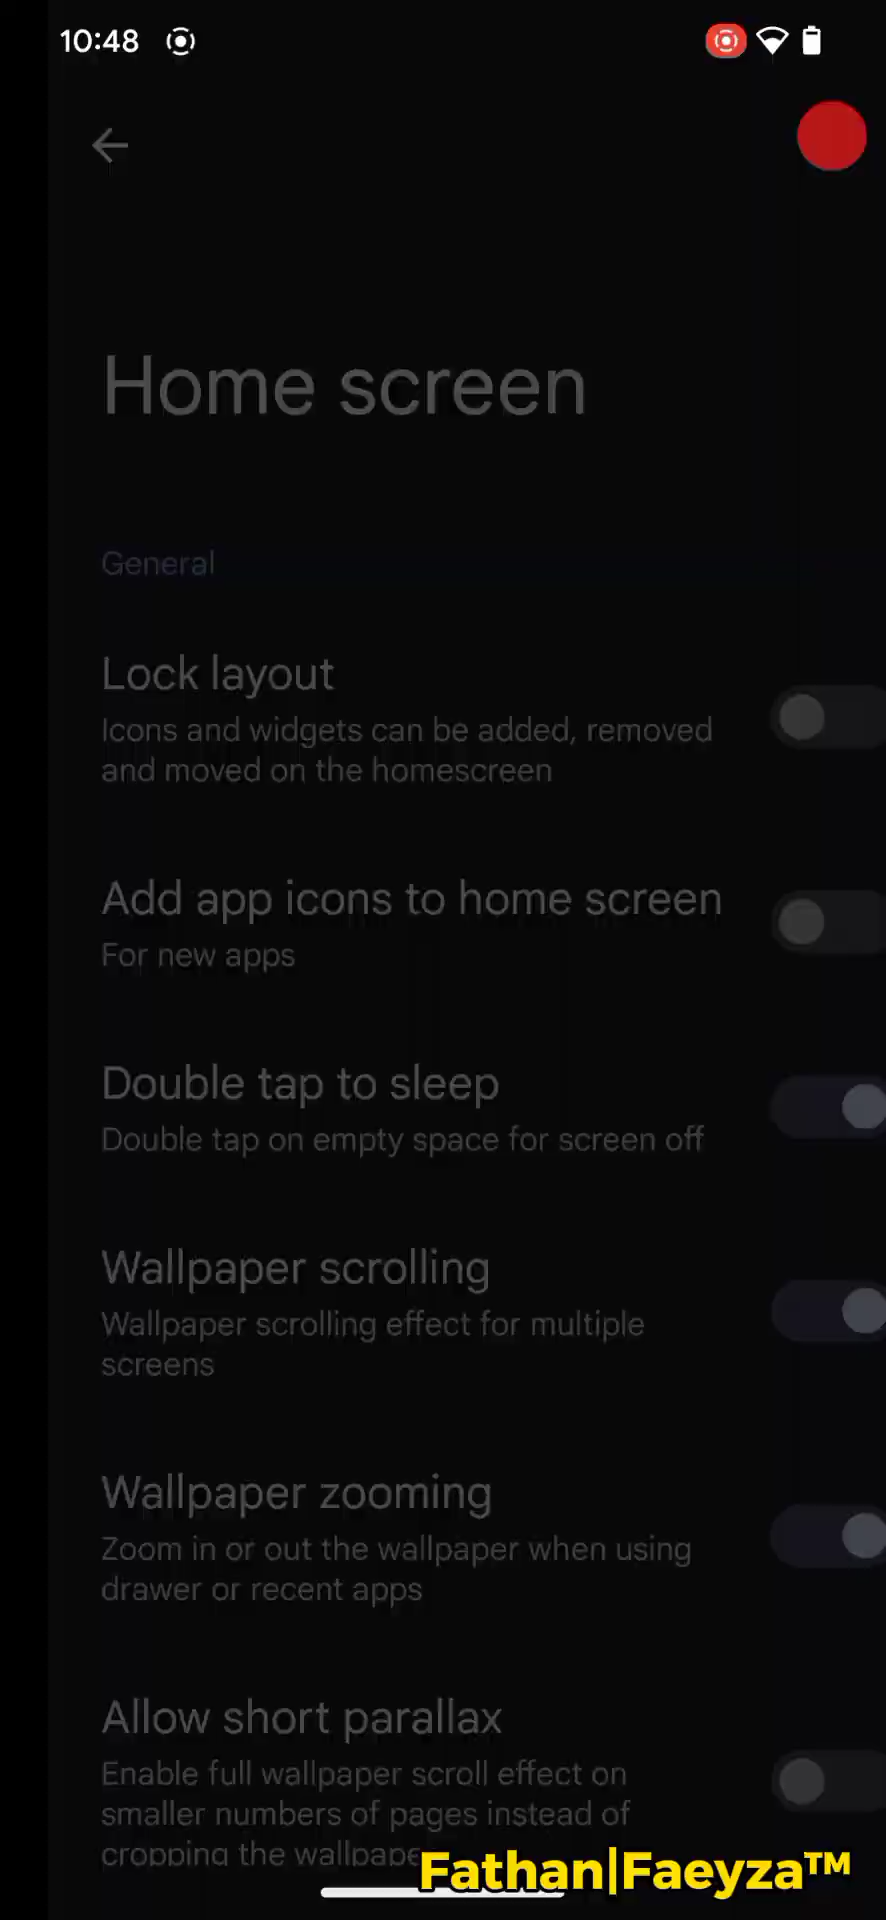 10:48
Home screen
General
Lock layout
Icons and widgets can be added, removed
and moved on the homescreen
Add app icons to home screen
For new apps
Double tap to sleep
Double tap on empty space for screen off
Wallpaper scrolling
Wallpaper scrolling effect for multiple
screens
Wallpaper zooming
Zoom in or out the wallpaper when using
drawer or recent apps
Allow short parallax
Enable full wallpaper scroll effect on
smaller numbers of pages instead of
cropping the wallpape
Fathan|Faeyza™